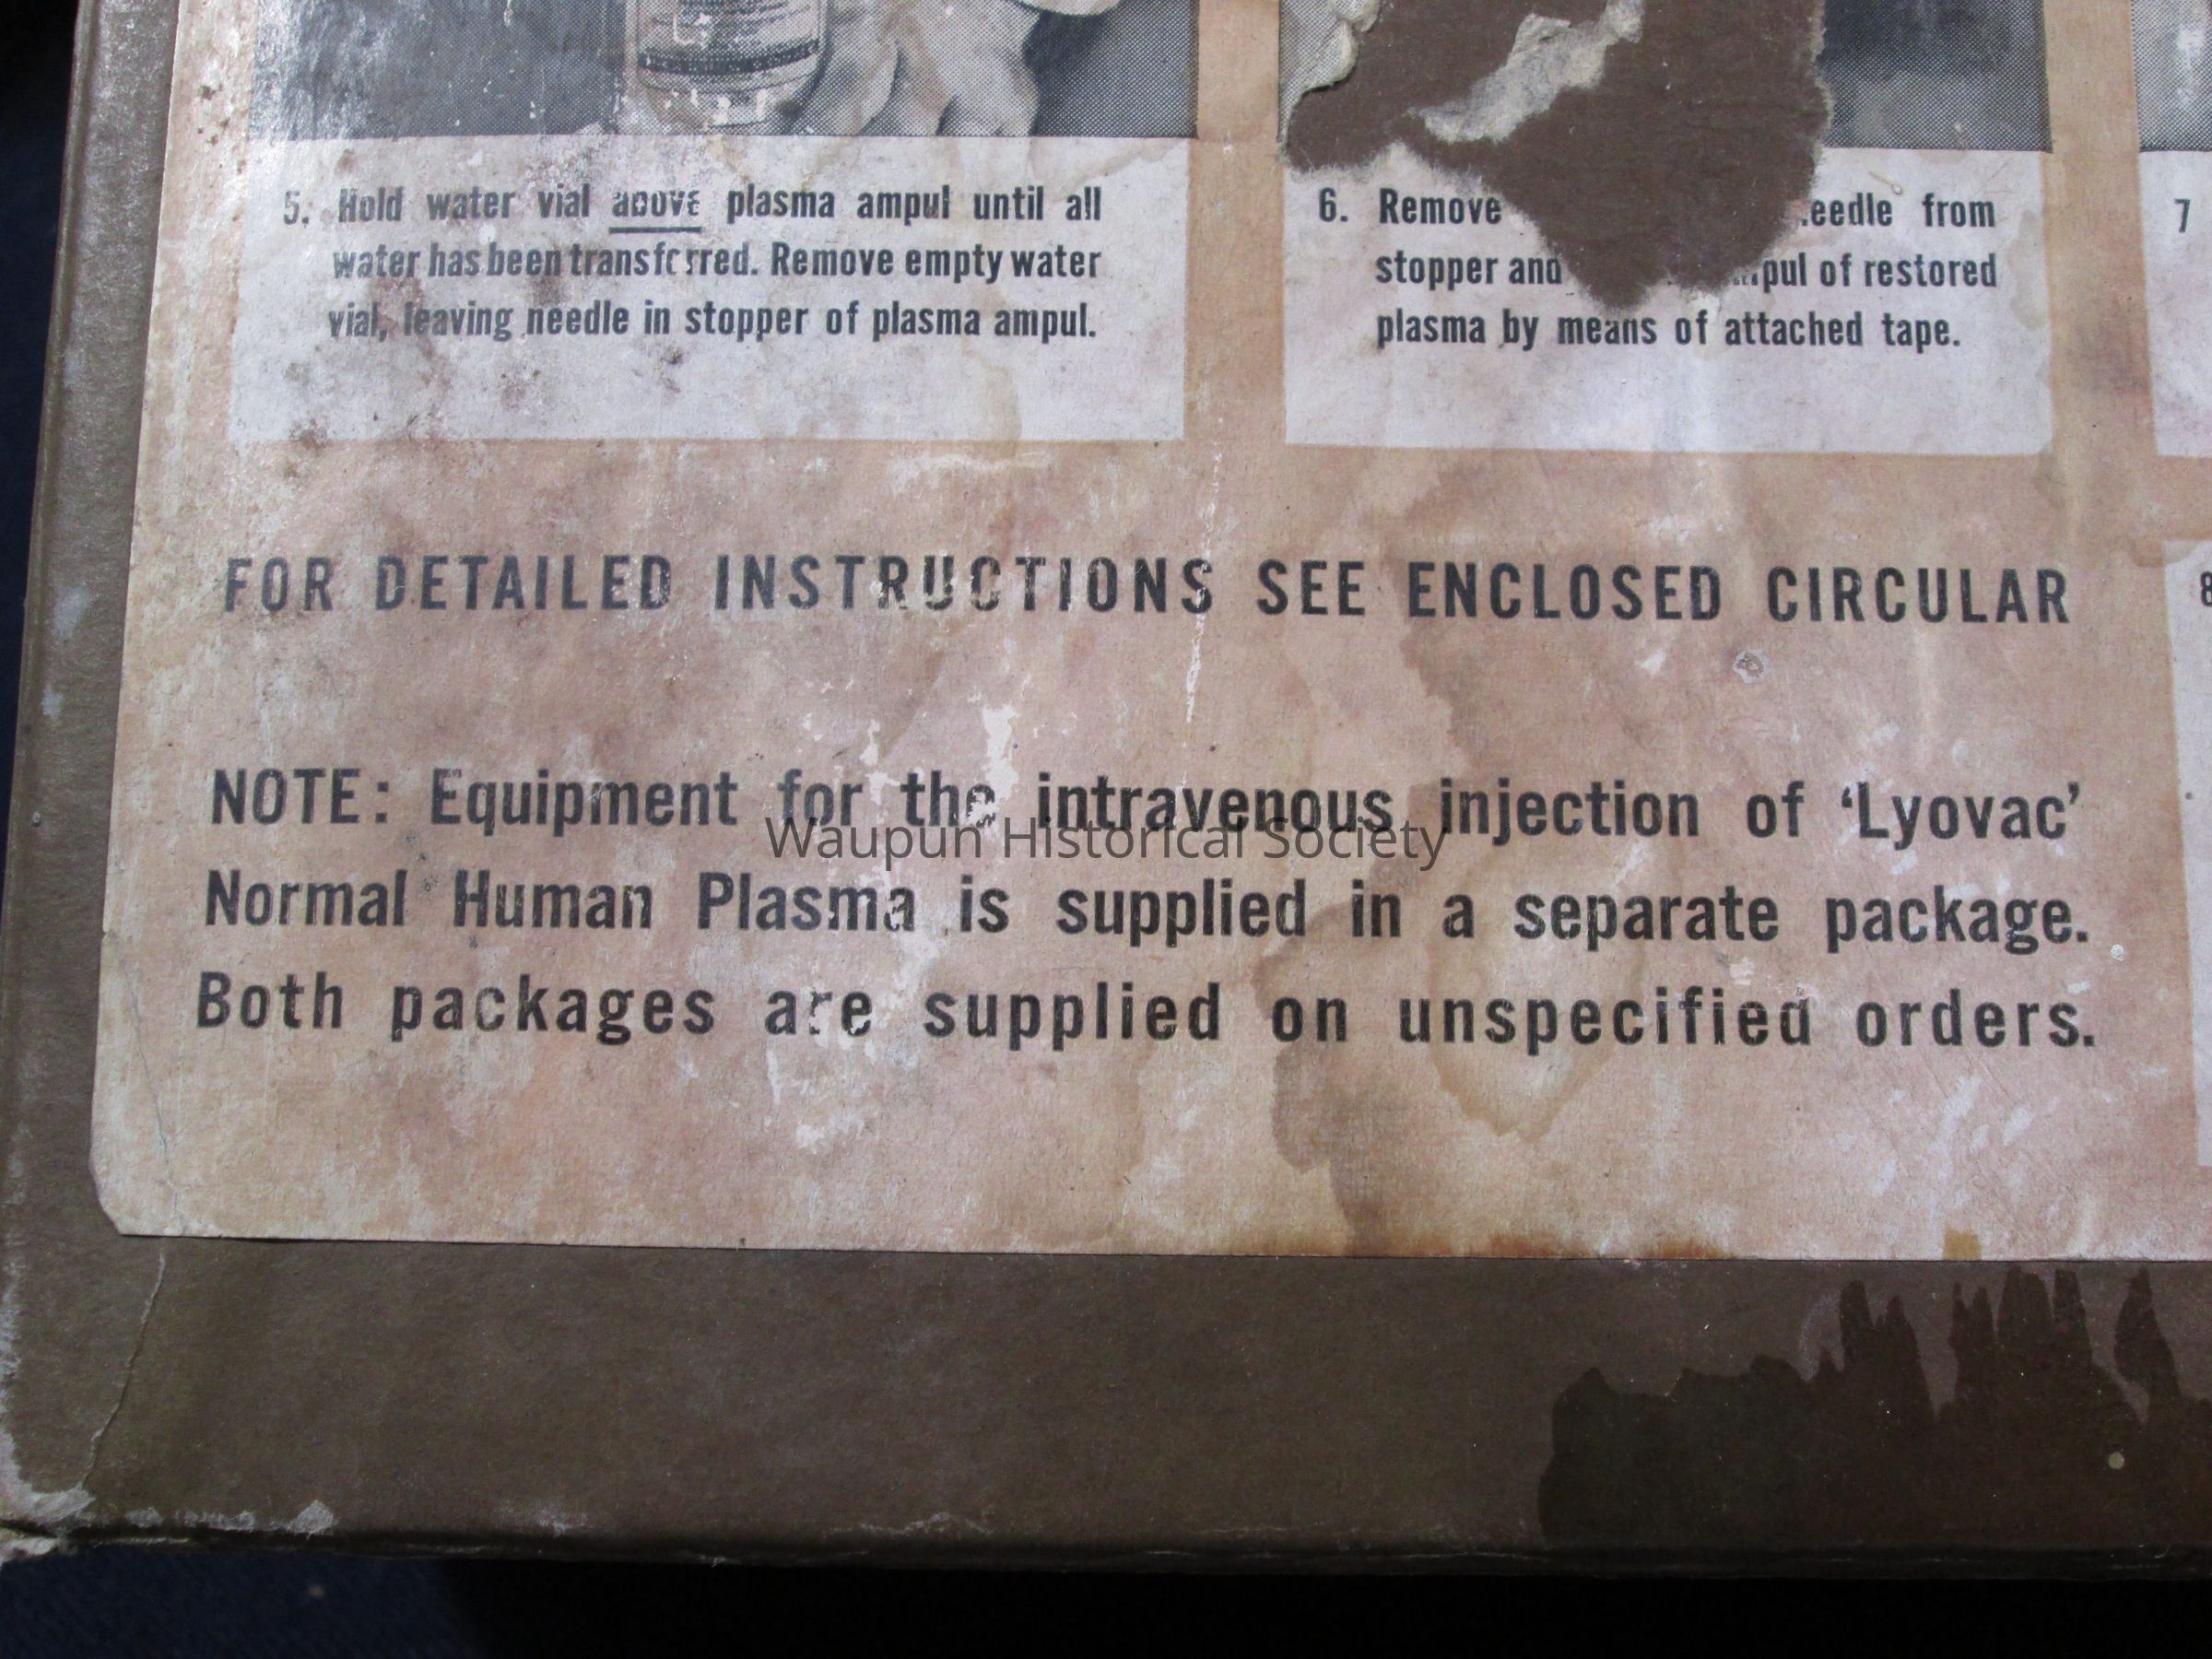 5. Hold water vial above plasma ampul until all
water has been transferred. Remove empty water
vial, leaving needle in stopper of plasma ampul.
6. Remove from
stopper and of restored
plasma by means of attached tape.
7
8
FOR DETAILED INSTRUCTIONS SEE ENCLOSED CIRCULAR
NOTE: Equipment for the intravenous injection of ‘Lyovac’
Waupun Historical Society
Normal Human Plasma is supplied in a separate package.
Both packages are supplied on unspecified orders.